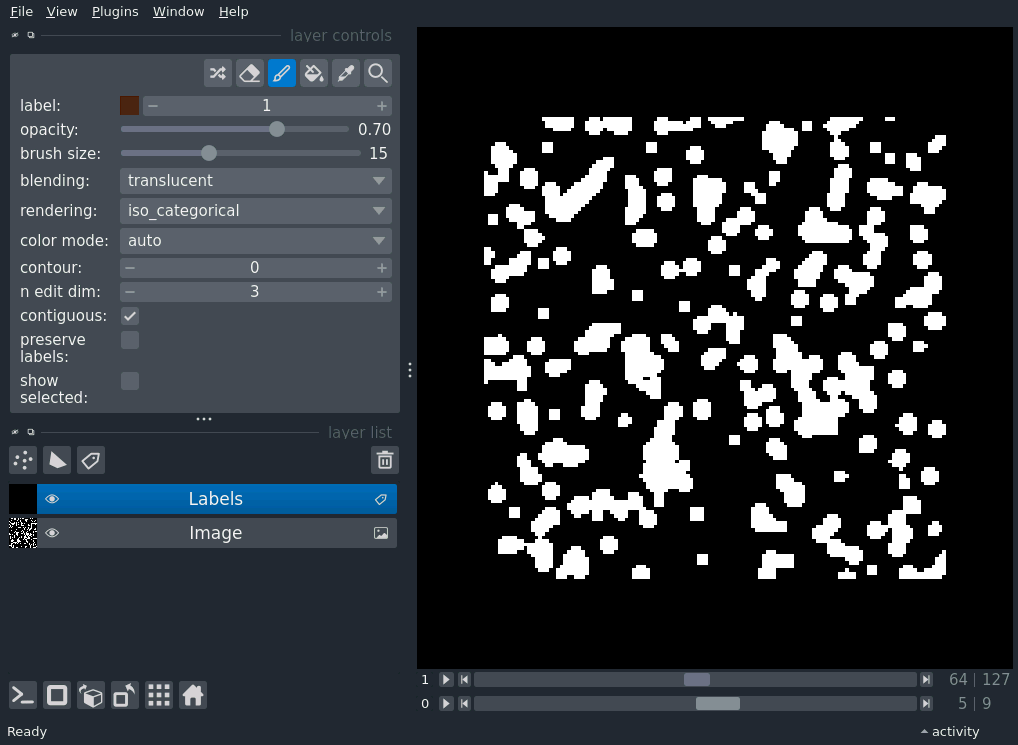 File View Plugins Window Help
layer controls
label: 1
opacity: 0.70
brush size: 15
blending: translucent
rendering: iso_categorical
color mode: auto
contour: 0
n edit dim: 3
contiguous:
preserve
labels:
show
selected:
layer list
Labels
Image
1 64 | 127
0 5 | 9
Ready activity